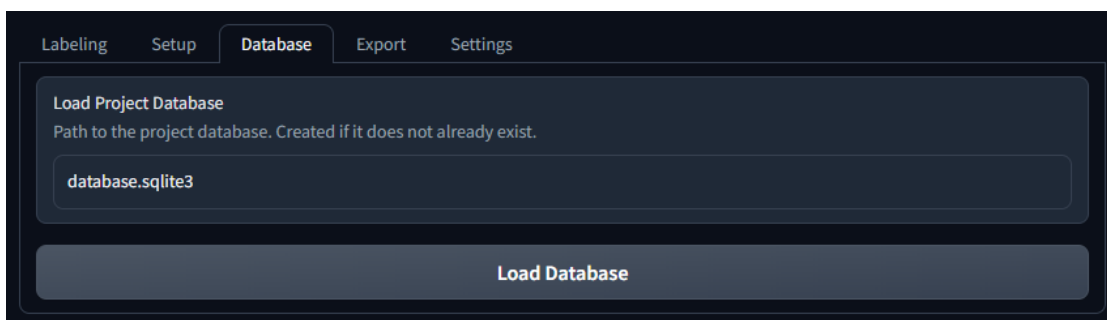 Labeling Setup Database Export Settings
Load Project Database
Path to the project database. Created if it does not already exist.
database.sqlite3
Load Database